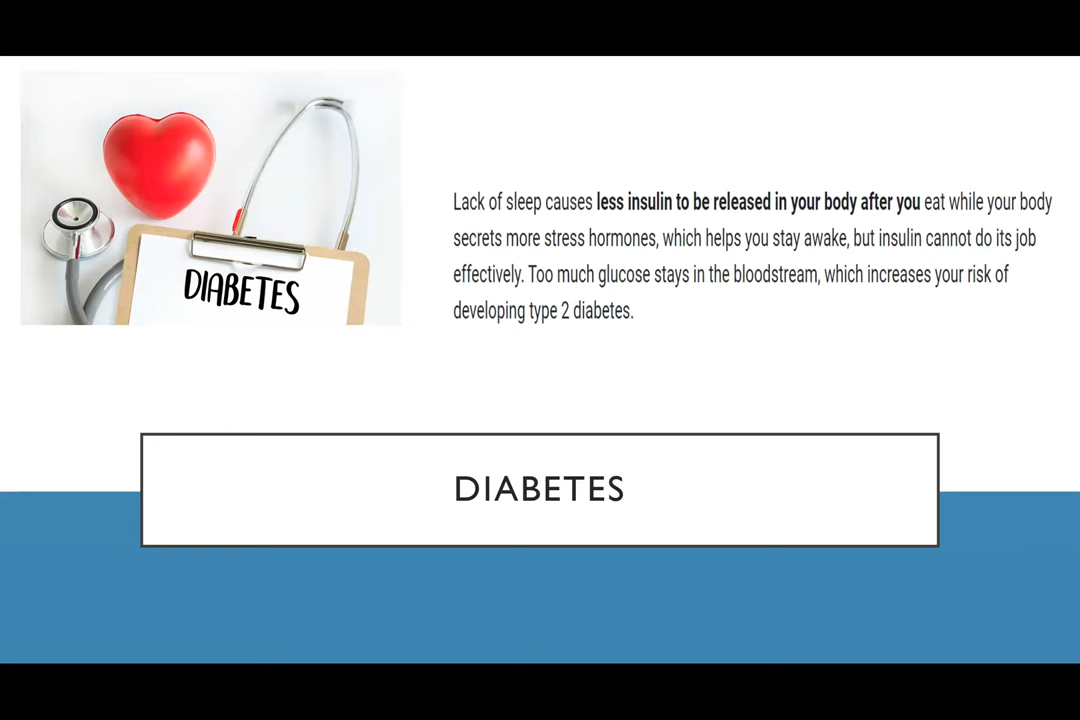 DIABETES
Lack of sleep causes less insulin to be released in your body after you eat while your body
secretes more stress hormones, which helps you stay awake, but insulin cannot do its job
effectively. Too much glucose stays in the bloodstream, which increases your risk of
developing type 2 diabetes.
DIABETES